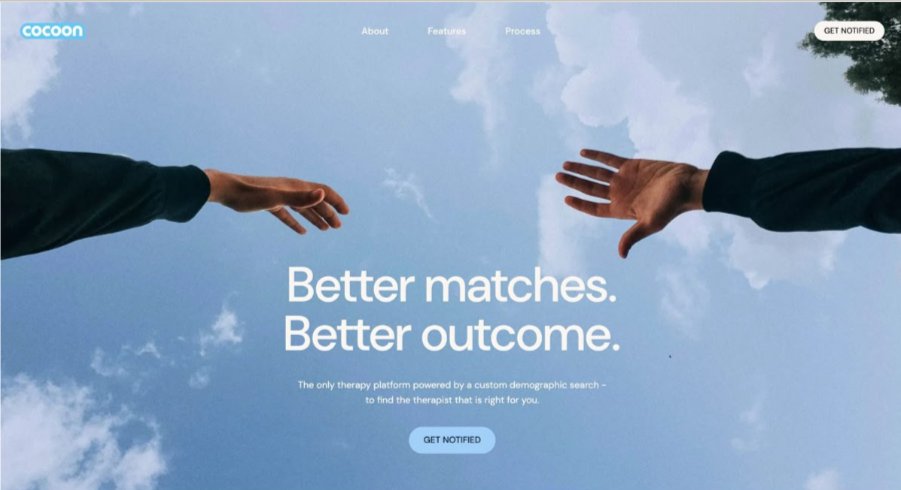 cocoon
About
Features
Process
GET NOTIFIED
Better matches.
Better outcome.
The only therapy platform powered by a custom demographic search –
to find the therapist that is right for you.
GET NOTIFIED